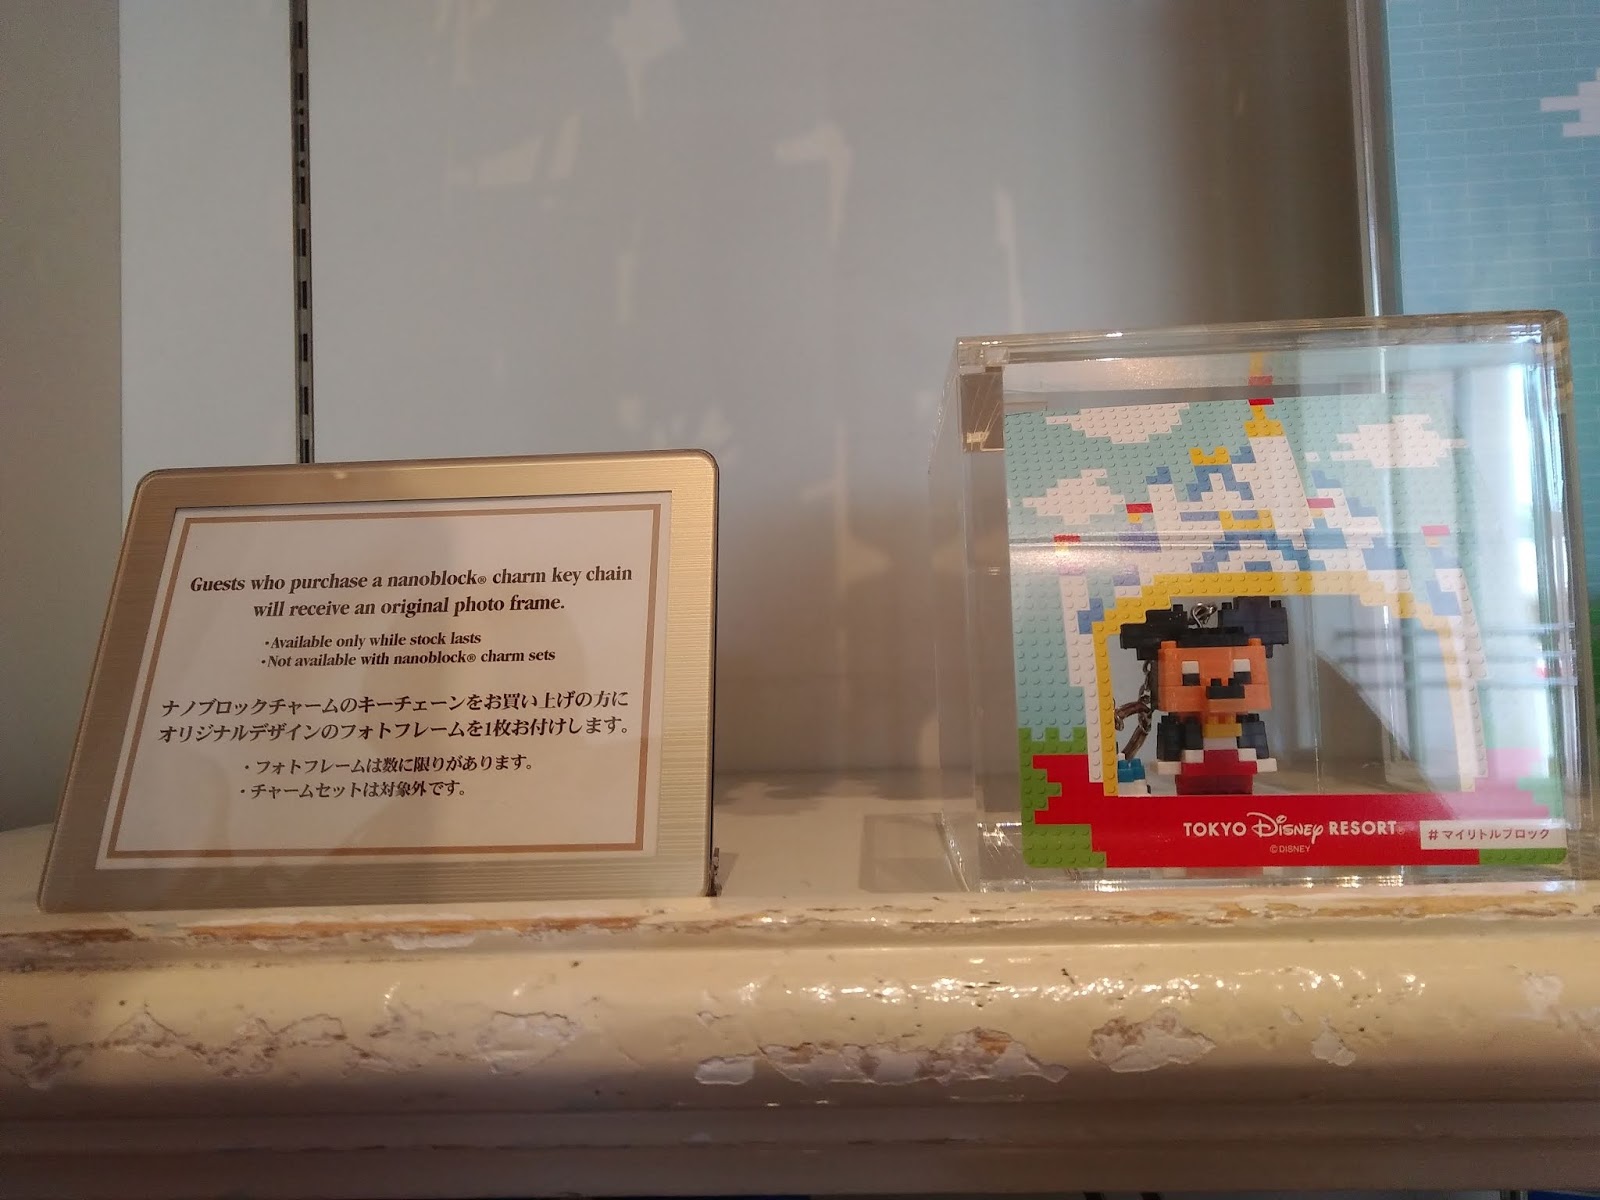 Guests who purchase a nanoblock® charm key chain
will receive an original photo frame.
・Available only while stock lasts
・Not available with nanoblock® charm sets
ナノブロックチャームのキーチェーンをお買い上げの方に
オリジナルデザインのフォトフレームを1枚お付けします。
・フォトフレームは数に限りがあります。
・チャームセットは対象外です。
TOKYO Disney RESORT®
©DISNEY
#マイリトルブロック